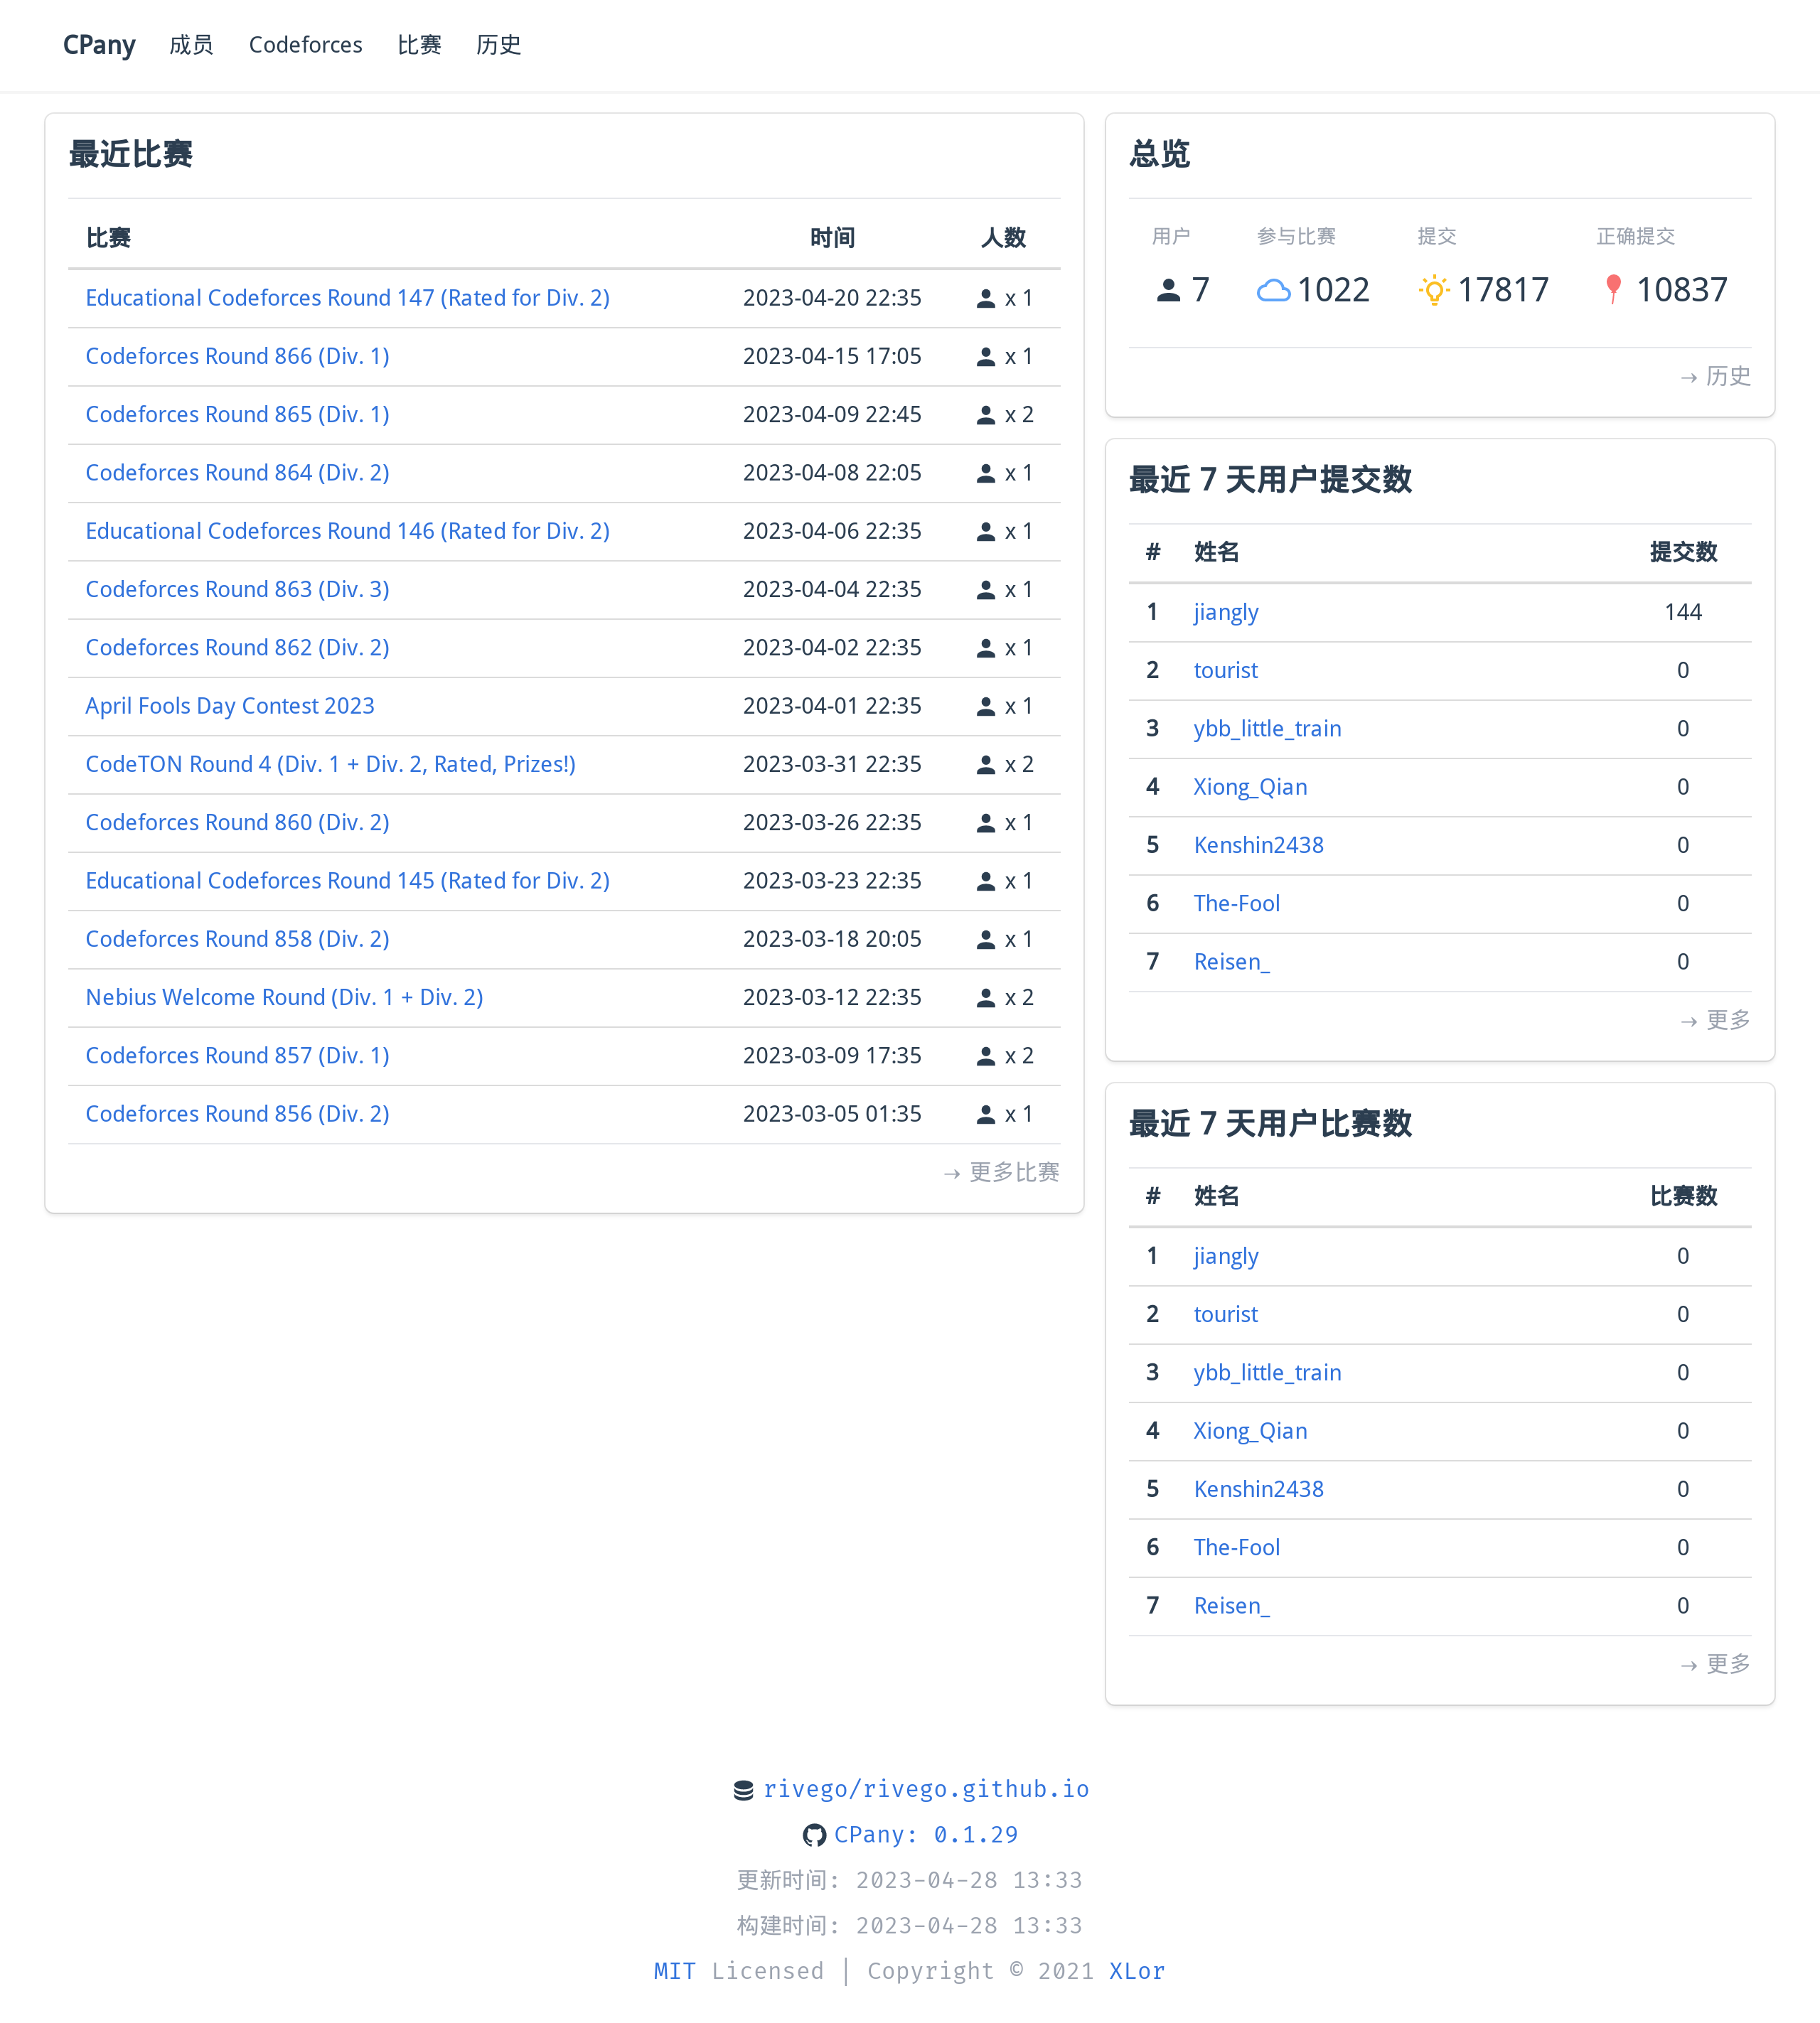 CPany 成员 Codeforces 比赛 历史
最近比赛
比赛 时间 人数
Educational Codeforces Round 147 (Rated for Div. 2) 2023-04-20 22:35 x 1
Codeforces Round 866 (Div. 1) 2023-04-15 17:05 x 1
Codeforces Round 865 (Div. 1) 2023-04-09 22:45 x 2
Codeforces Round 864 (Div. 2) 2023-04-08 22:05 x 1
Educational Codeforces Round 146 (Rated for Div. 2) 2023-04-06 22:35 x 1
Codeforces Round 863 (Div. 3) 2023-04-04 22:35 x 1
Codeforces Round 862 (Div. 2) 2023-04-02 22:35 x 1
April Fools Day Contest 2023 2023-04-01 22:35 x 1
CodeTON Round 4 (Div. 1 + Div. 2, Rated, Prizes!) 2023-03-31 22:35 x 2
Codeforces Round 860 (Div. 2) 2023-03-26 22:35 x 1
Educational Codeforces Round 145 (Rated for Div. 2) 2023-03-23 22:35 x 1
Codeforces Round 858 (Div. 2) 2023-03-18 20:05 x 1
Nebius Welcome Round (Div. 1 + Div. 2) 2023-03-12 22:35 x 2
Codeforces Round 857 (Div. 1) 2023-03-09 17:35 x 2
Codeforces Round 856 (Div. 2) 2023-03-05 01:35 x 1
→ 更多比赛
总览
用户 参与比赛 提交 正确提交
7 1022 17817 10837
→ 历史
最近 7 天用户提交数
# 姓名 提交数
1 jiangly 144
2 tourist 0
3 ybb_little_train 0
4 Xiong_Qian 0
5 Kenshin2438 0
6 The-Fool 0
7 Reisen_ 0
→ 更多
最近 7 天用户比赛数
# 姓名 比赛数
1 jiangly 0
2 tourist 0
3 ybb_little_train 0
4 Xiong_Qian 0
5 Kenshin2438 0
6 The-Fool 0
7 Reisen_ 0
→ 更多
rivego/rivego.github.io
CPany: 0.1.29
更新时间: 2023-04-28 13:33
构建时间: 2023-04-28 13:33
MIT Licensed | Copyright © 2021 XLor